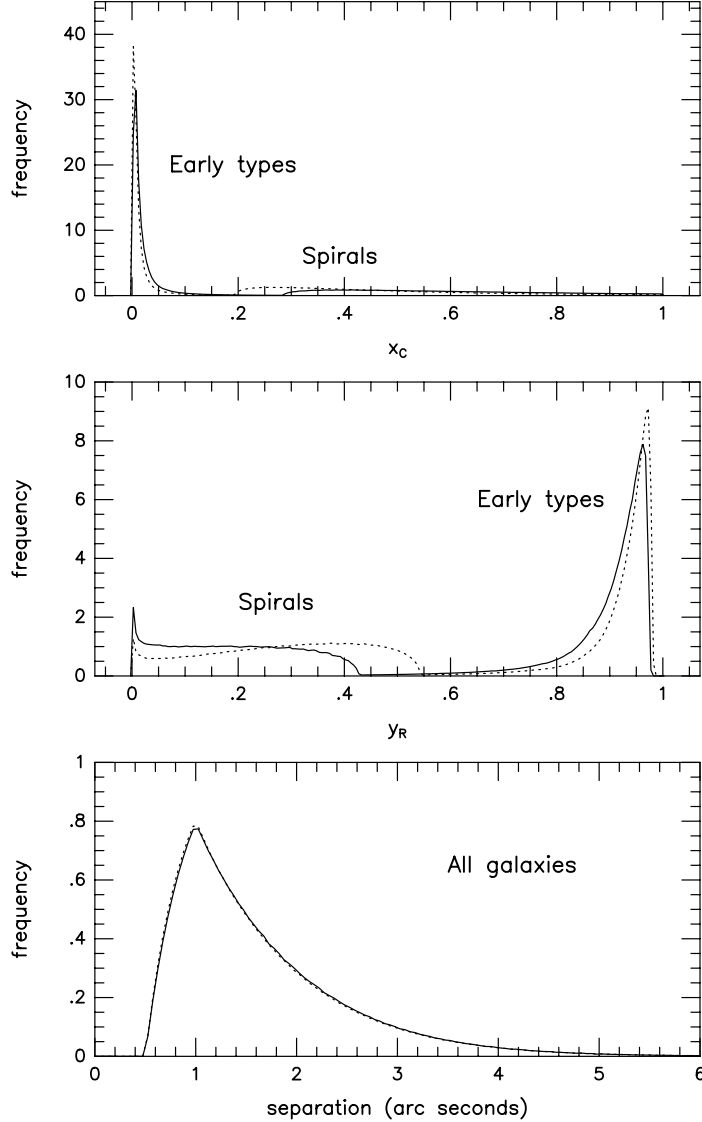 40
30
20
10
0
frequency
Early types
Spirals
0 .2 .4 .6 .8 1
x_C
10
8
6
4
2
0
frequency
Early types
Spirals
0 .2 .4 .6 .8 1
y_R
1
.8
.6
.4
.2
0
frequency
All galaxies
0 1 2 3 4 5 6
separation (arc seconds)